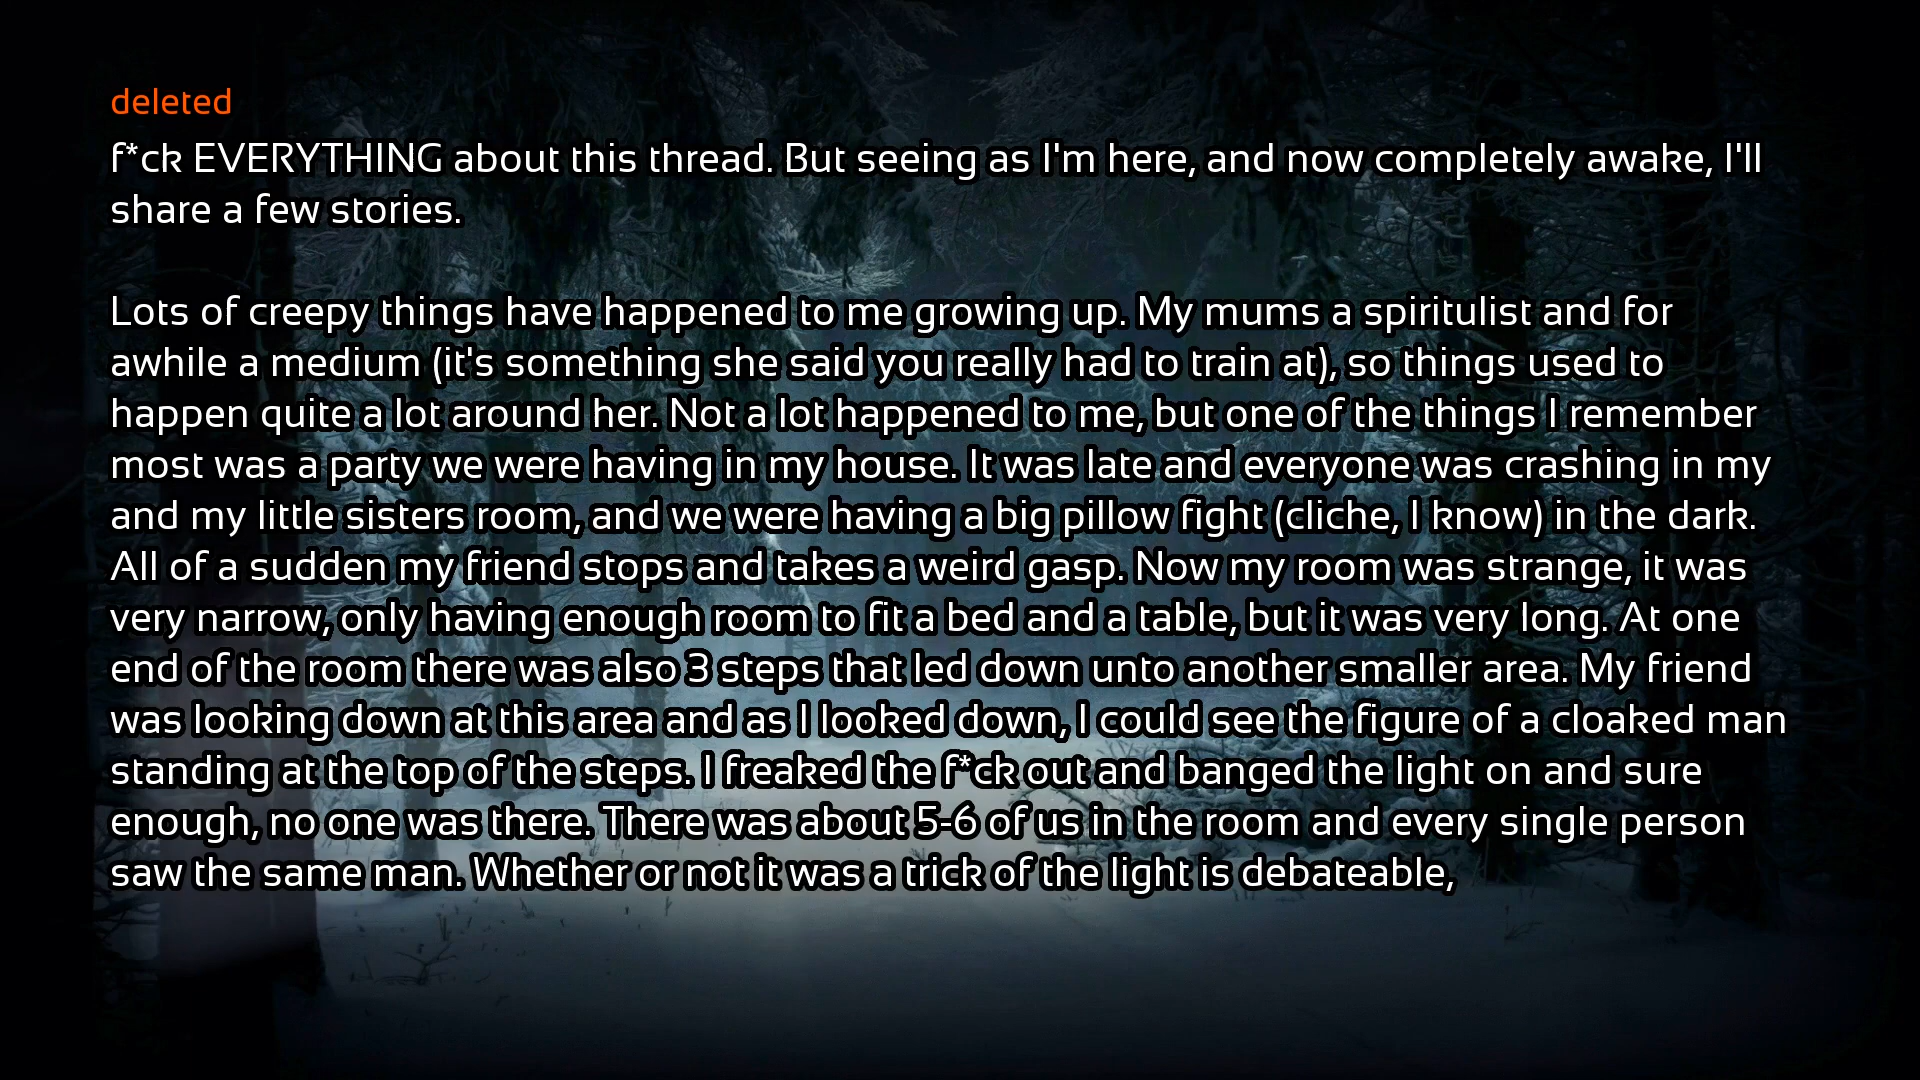 deleted
f*ck EVERYTHING about this thread. But seeing as I'm here, and now completely awake, I'll
share a few stories.
Lots of creepy things have happened to me growing up. My mums a spiritulist and for
awhile a medium (it's something she said you really had to train at), so things used to
happen quite a lot around her. Not a lot happened to me, but one of the things I remember
most was a party we were having in my house. It was late and everyone was crashing in my
and my little sisters room, and we were having a big pillow fight (cliche, I know) in the dark.
All of a sudden my friend stops and takes a weird gasp. Now my room was strange, it was
very narrow, only having enough room to fit a bed and a table, but it was very long. At one
end of the room there was also 3 steps that led down unto another smaller area. My friend
was looking down at this area and as I looked down, I could see the figure of a cloaked man
standing at the top of the steps. I freaked the f*ck out and banged the light on and sure
enough, no one was there. There was about 5-6 of us in the room and every single person
saw the same man. Whether or not it was a trick of the light is debateable,